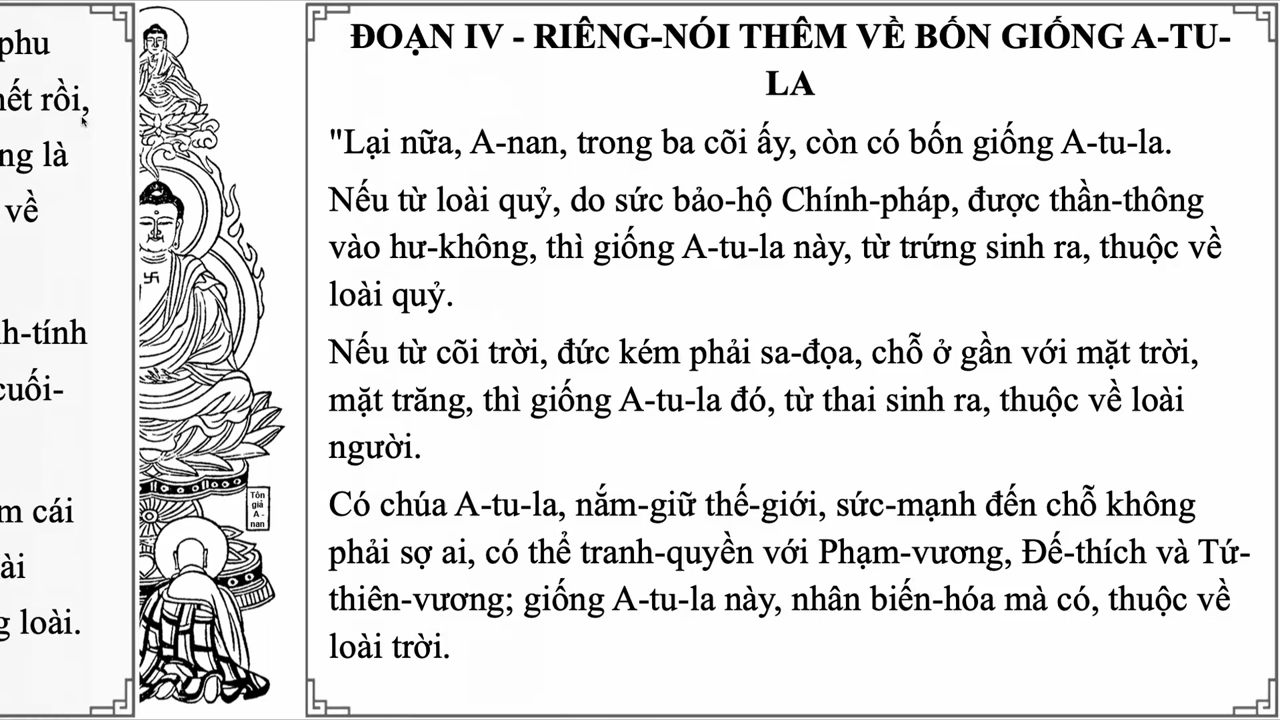 phu
hết rồi,
ng là
về
h-tính
cuối-
m cái
ài
g loài.
Tôn
giả
A -
nan
ĐOẠN IV - RIÊNG-NÓI THÊM VỀ BỐN GIỐNG A-TU-
LA
"Lại nữa, A-nan, trong ba cõi ấy, còn có bốn giống A-tu-la.
Nếu từ loài quỷ, do sức bảo-hộ Chính-pháp, được thần-thông
vào hư-không, thì giống A-tu-la này, từ trứng sinh ra, thuộc về
loài quỷ.
Nếu từ cõi trời, đức kém phải sa-đọa, chỗ ở gần với mặt trời,
mặt trăng, thì giống A-tu-la đó, từ thai sinh ra, thuộc về loài
người.
Có chúa A-tu-la, nắm-giữ thế-giới, sức-mạnh đến chỗ không
phải sợ ai, có thể tranh-quyền với Phạm-vương, Đế-thích và Tứ-
thiên-vương; giống A-tu-la này, nhân biến-hóa mà có, thuộc về
loài trời.